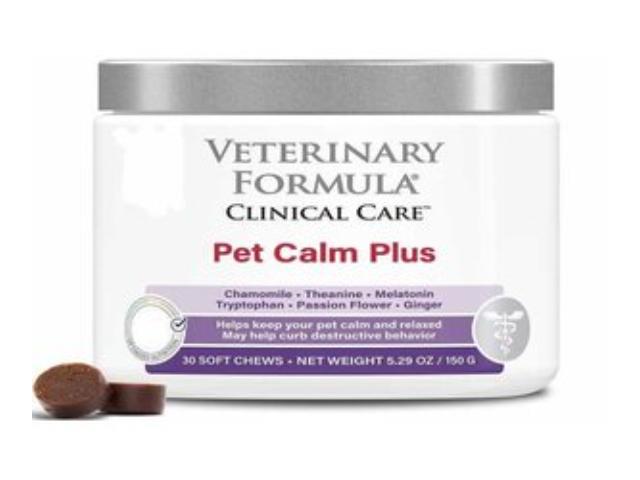 VETERINARY
FORMULA®
CLINICAL CARE™
Pet Calm Plus
Chamomile • Theanine • Melatonin
Tryptophan • Passion Flower • Ginger
Helps keep your pet calm and relaxed
May help curb destructive behavior
30 SOFT CHEWS • NET WEIGHT 5.29 OZ / 150 G